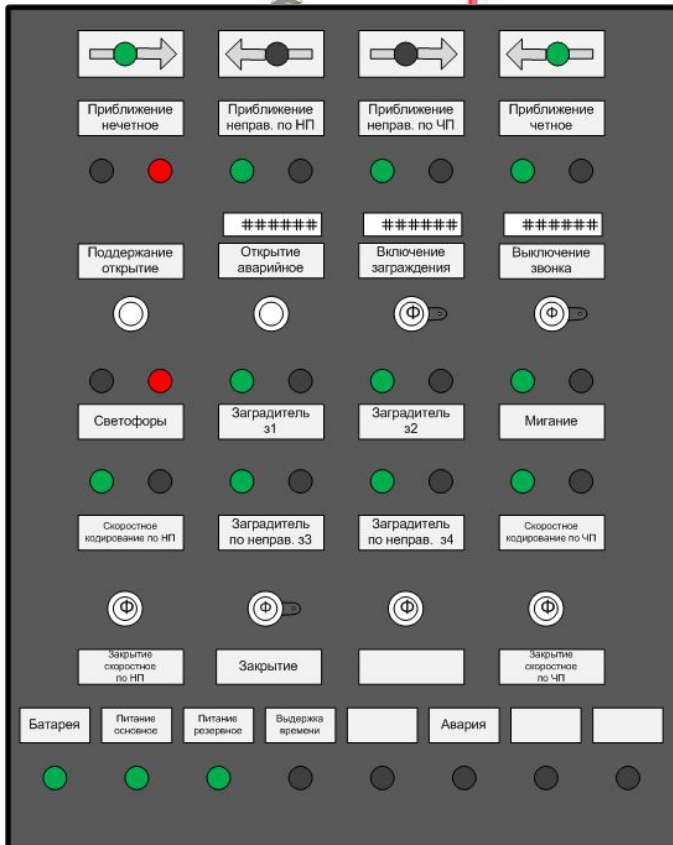 Приближение
нечетное
Приближение
неправ. по НП
Приближение
неправ. по ЧП
Приближение
четное
######
######
######
Поддержание
открытие
Открытие
аварийное
Включение
заграждения
Выключение
звонка
Ф
Ф
Светофоры
Заградитель
з1
Заградитель
з2
Мигание
Скоростное
кодирование по НП
Заградитель
по неправ. з3
Заградитель
по неправ. з4
Скоростное
кодирование по ЧП
Ф
Ф
Ф
Ф
Закрытие
скоростное
по НП
Закрытие
Закрытие
скоростное
по ЧП
Батарея
Питание
основное
Питание
резервное
Выдержка
времени
Авария